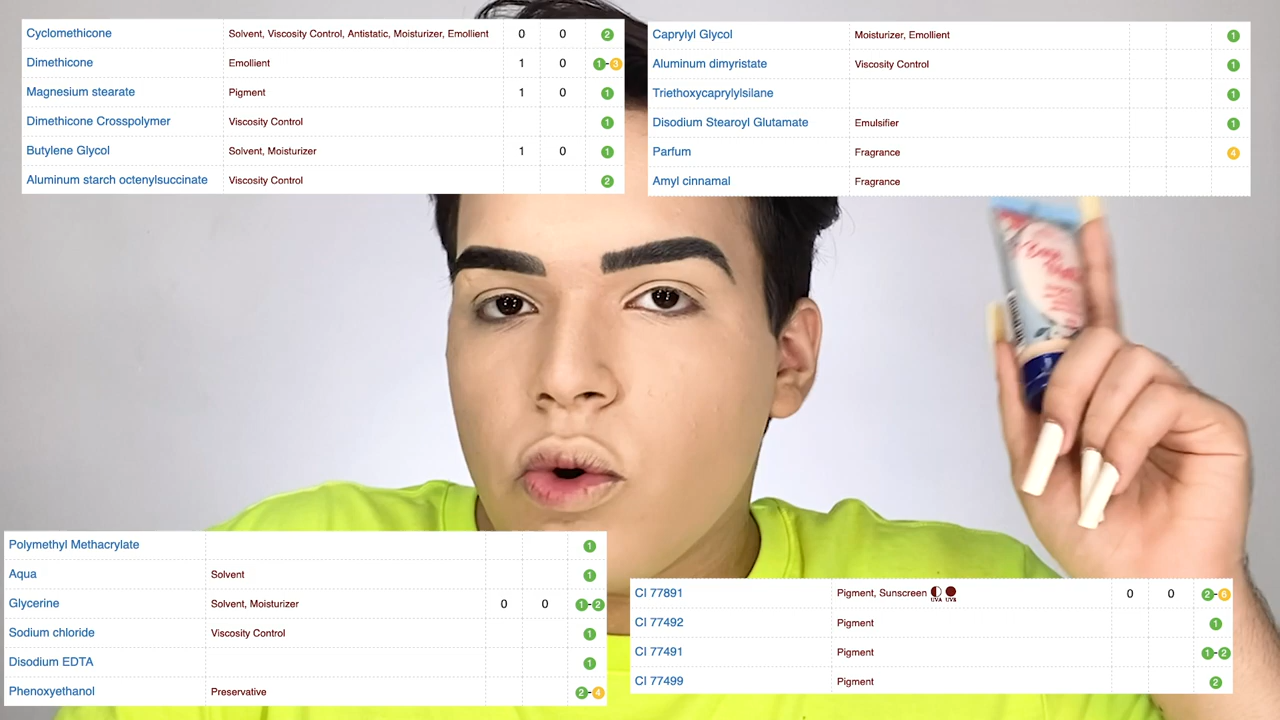 Cyclomethicone Solvent, Viscosity Control, Antistatic, Moisturizer, Emollient 0 0 2
Dimethicone Emollient 1 0 1-3
Magnesium stearate Pigment 1 0 1
Dimethicone Crosspolymer Viscosity Control 1
Butylene Glycol Solvent, Moisturizer 1 0 1
Aluminum starch octenylsuccinate Viscosity Control 2
Caprylyl Glycol Moisturizer, Emollient 1
Aluminum dimyristate Viscosity Control 1
Triethoxycaprylylsilane 1
Disodium Stearoyl Glutamate Emulsifier 1
Parfum Fragrance 4
Amyl cinnamal Fragrance
Polymethyl Methacrylate 1
Aqua Solvent 1
Glycerine Solvent, Moisturizer 0 0 1-2
Sodium chloride Viscosity Control 1
Disodium EDTA 1
Phenoxyethanol Preservative 2-4
CI 77891 Pigment, Sunscreen UVA UVB 0 0 2-6
CI 77492 Pigment 1
CI 77491 Pigment 1-2
CI 77499 Pigment 2